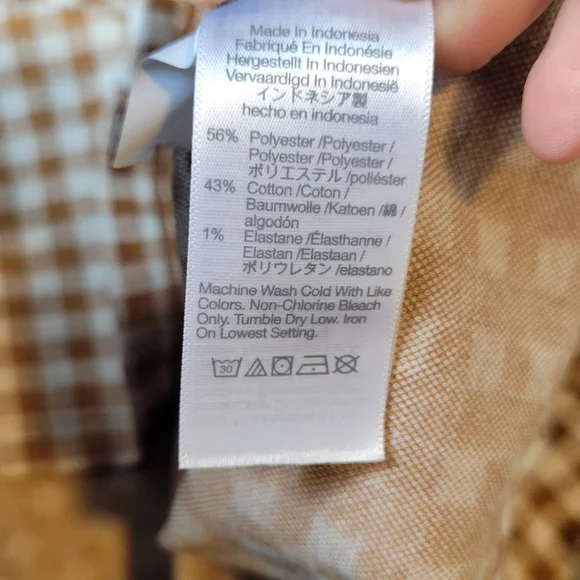 Made In Indonesia
Fabriqué En Indonésie
Hergestellt In Indonesien
Vervaardigd In Indonesië
インドネシア製
hecho en indonesia
56% Polyester /Polyester /
Polyester /Polyester /
ポリエステル /poliéster
43% Cotton /Coton /
Baumwolle /Katoen /綿 /
algodón
1% Elastane /Élasthanne /
Elastan /Elastaan /
ポリウレタン /elastano
Machine Wash Cold With Like
Colors. Non-Chlorine Bleach
Only. Tumble Dry Low. Iron
On Lowest Setting.
30